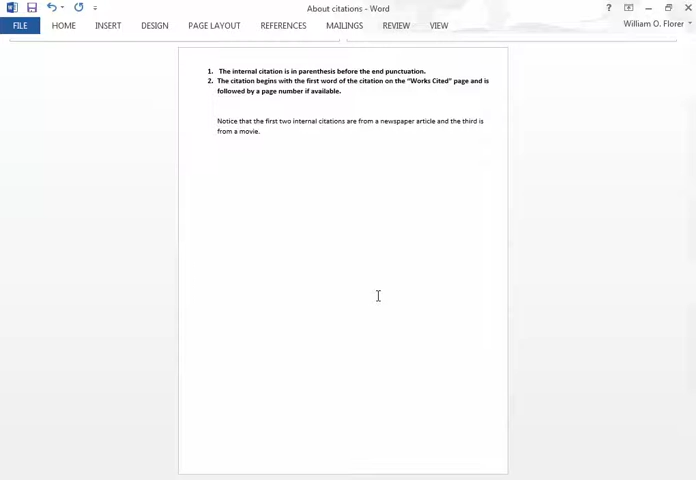 About citations - Word
William O. Florer
FILE HOME INSERT DESIGN PAGE LAYOUT REFERENCES MAILINGS REVIEW VIEW
1. The internal citation is in parenthesis before the end punctuation.
2. The citation begins with the first word of the citation on the “Works Cited” page and is
followed by a page number if available.
Notice that the first two internal citations are from a newspaper article and the third is
from a movie.